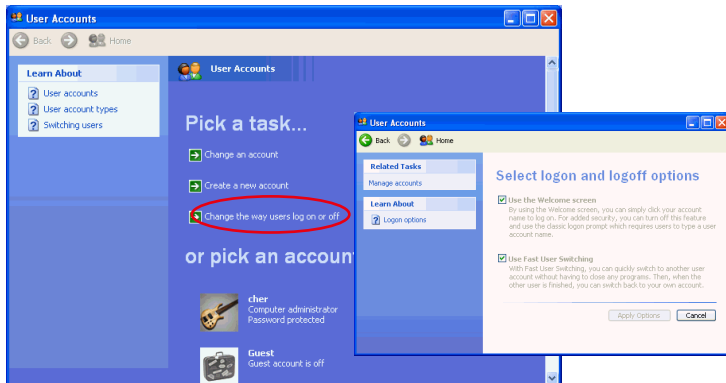 User Accounts
Back Home
Learn About
User accounts
User account types
Switching users
User Accounts
Pick a task...
Change an account
Create a new account
Change the way users log on or off
or pick an accoun
cher
Computer administrator
Password protected
Guest
Guest account is off
User Accounts
Back Home
Related Tasks
Manage accounts
Learn About
Logon options
Select logon and logoff options
Use the Welcome screen
By using the Welcome screen, you can simply click your account
name to log on. For added security, you can turn off this feature
and use the classic logon prompt which requires users to type a user
account name.
Use Fast User Switching
With Fast User Switching, you can quickly switch to another user
account without having to close any programs. Then, when the
other user is finished, you can switch back to your own account.
Apply Options Cancel